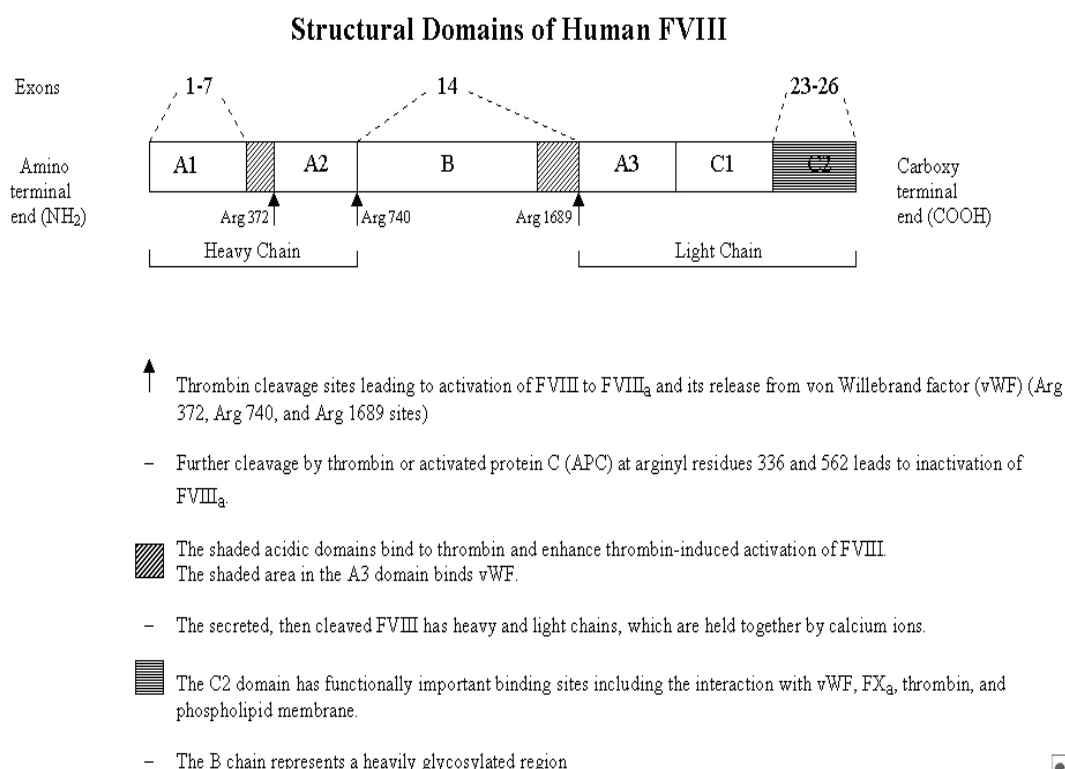 Structural Domains of Human FVIII
Exons 1-7 14 23-26
Amino terminal end (NH₂)
A1 A2 B A3 C1 C2
Carboxy terminal end (COOH)
Arg 372 Arg 740 Arg 1689
Heavy Chain Light Chain
Thrombin cleavage sites leading to activation of FVIII to FVIIIₐ and its release from von Willebrand factor (vWF) (Arg
372, Arg 740, and Arg 1689 sites)
– Further cleavage by thrombin or activated protein C (APC) at arginyl residues 336 and 562 leads to inactivation of
FVIIIₐ.
The shaded acidic domains bind to thrombin and enhance thrombin-induced activation of FVIII.
The shaded area in the A3 domain binds vWF.
– The secreted, then cleaved FVIII has heavy and light chains, which are held together by calcium ions.
The C2 domain has functionally important binding sites including the interaction with vWF, FXₐ, thrombin, and
phospholipid membrane.
– The B chain represents a heavily glycosylated region